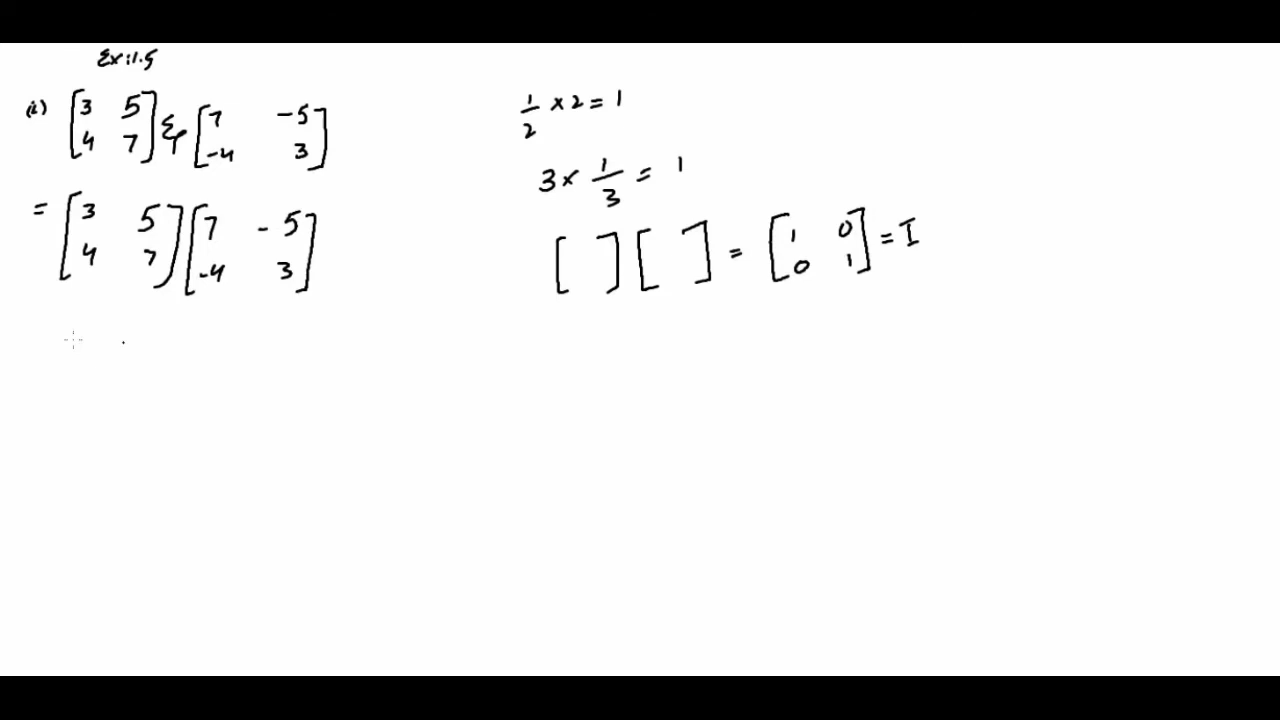 Ex:1.5
(i) [3 5 4 7] & [7 -5 -4 3]
= [3 5 4 7] [7 -5 -4 3]
1/2 × 2 = 1
3 × 1/3 = 1
[ ] [ ] = [1 0 0 1] = I